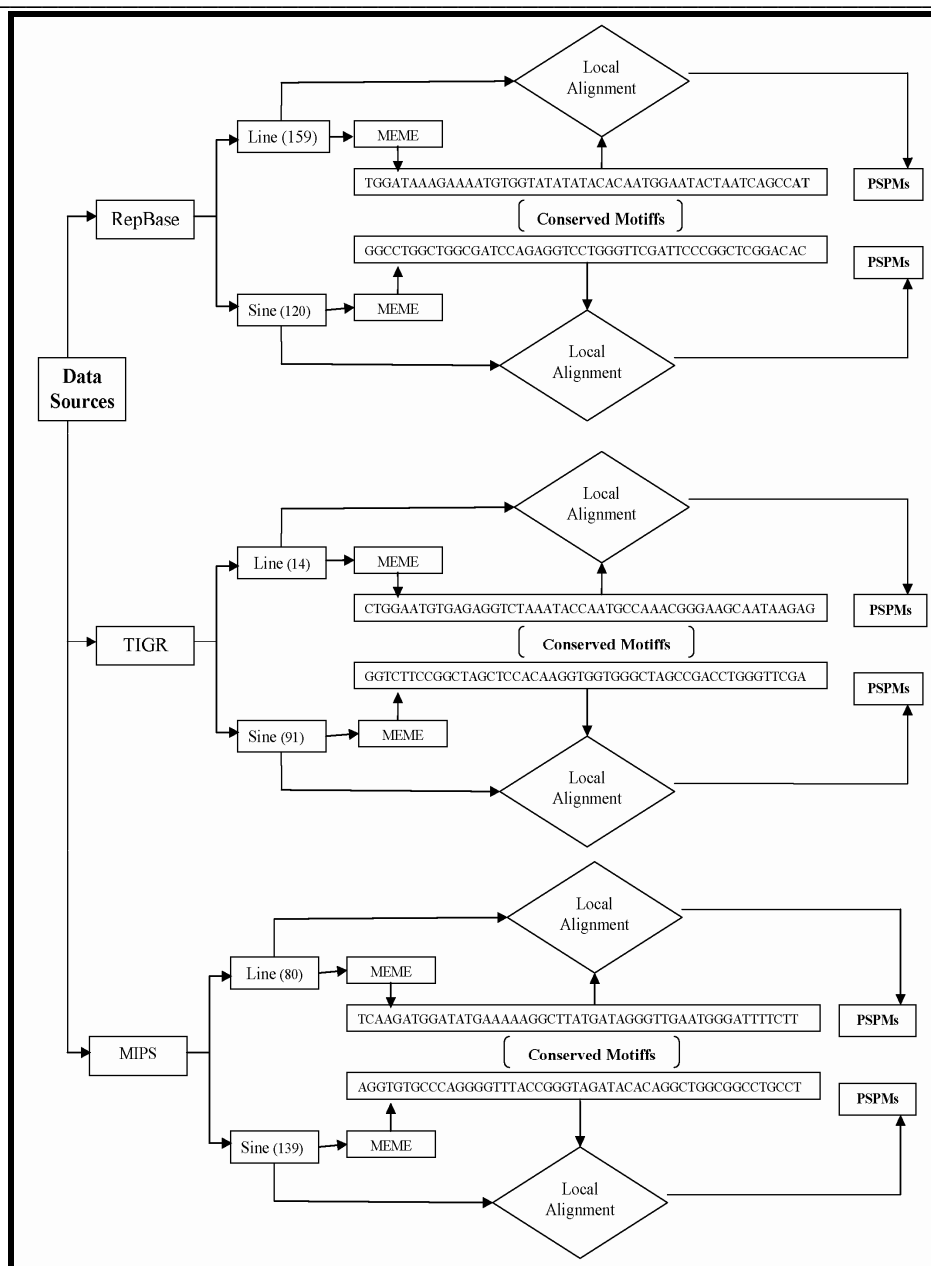 Local
Alignment
Line (159)
MEME
TGGATAAAGAAAATGTGGTATATATACACAATGGAATACTAATCAGCCAT
PSPMs
RepBase
Conserved Motiffs
GGCCTGGCTGGCGATCCAGAGGTCCTGGGTTCGATTCCCGGCTCGGACAC
PSPMs
Sine (120)
MEME
Local
Alignment
Data
Sources
Local
Alignment
Line (14)
MEME
CTGGAATGTGAGAGGTCTAAATACCAATGCCAAACGGGAAGCAATAAGAG
PSPMs
TIGR
Conserved Motiffs
GGTCTTCCGGCTAGCTCCACAAGGTGGTGGGCTAGCCGACCTGGGTTCGA
PSPMs
Sine (91)
MEME
Local
Alignment
Local
Alignment
Line (80)
MEME
TCAAGATGGATATGAAAAAGGCTTATGATAGGGTTGAATGGGATTTTCTT
PSPMs
MIPS
Conserved Motiffs
AGGTGTGCCCAGGGGTTTACCGGGTAGATACACAGGCTGGCGGCCTGCCT
PSPMs
Sine (139)
MEME
Local
Alignment